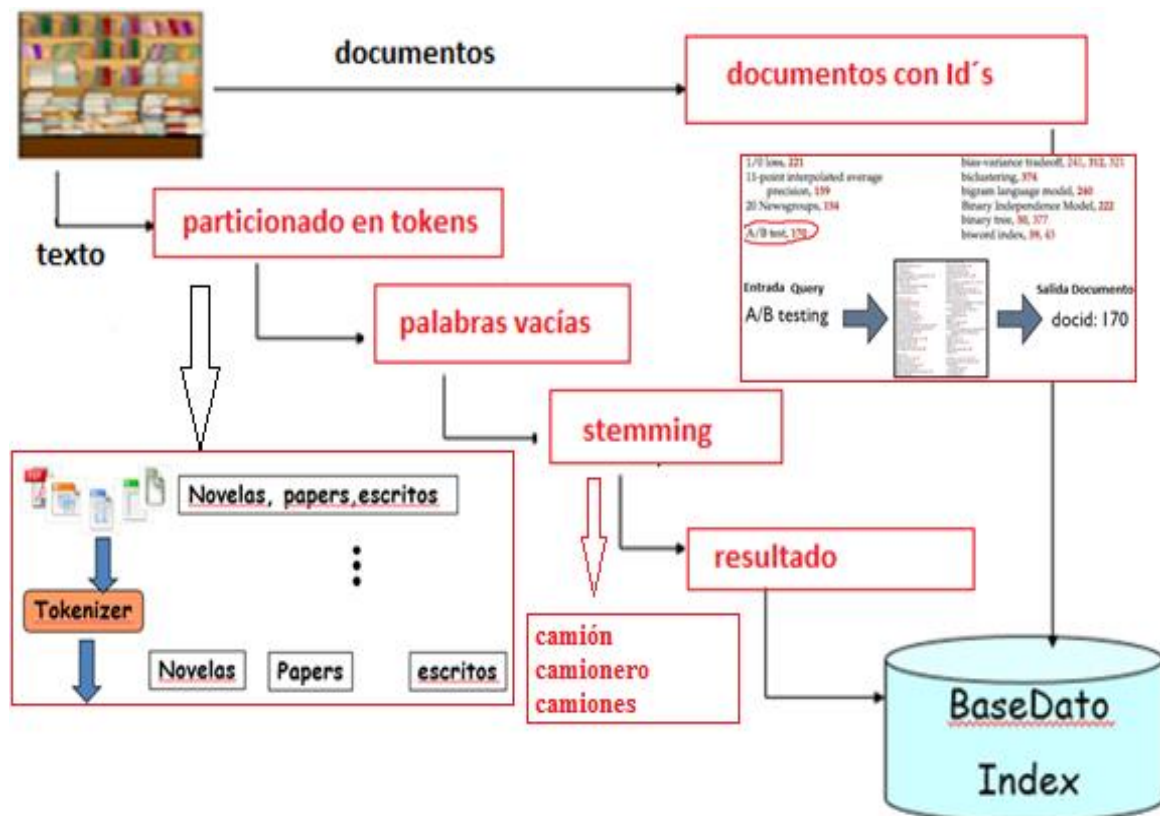 documentos
documentos con Id´s
1/0 loss, 221
11-point interpolated average
precision, 159
20 Newsgroups, 154
A/B test, 170
bias-variance tradeoff, 241, 312, 321
biclustering, 374
bigram language model, 240
Binary Independence Model, 222
binary tree, 50, 377
biword index, 39, 43
Entrada Query
A/B testing
Salida Documento
docid: 170
texto
particionado en tokens
palabras vacías
stemming
resultado
Novelas, papers,escritos
Tokenizer
Novelas
Papers
escritos
camión
camionero
camiones
BaseDato
Index